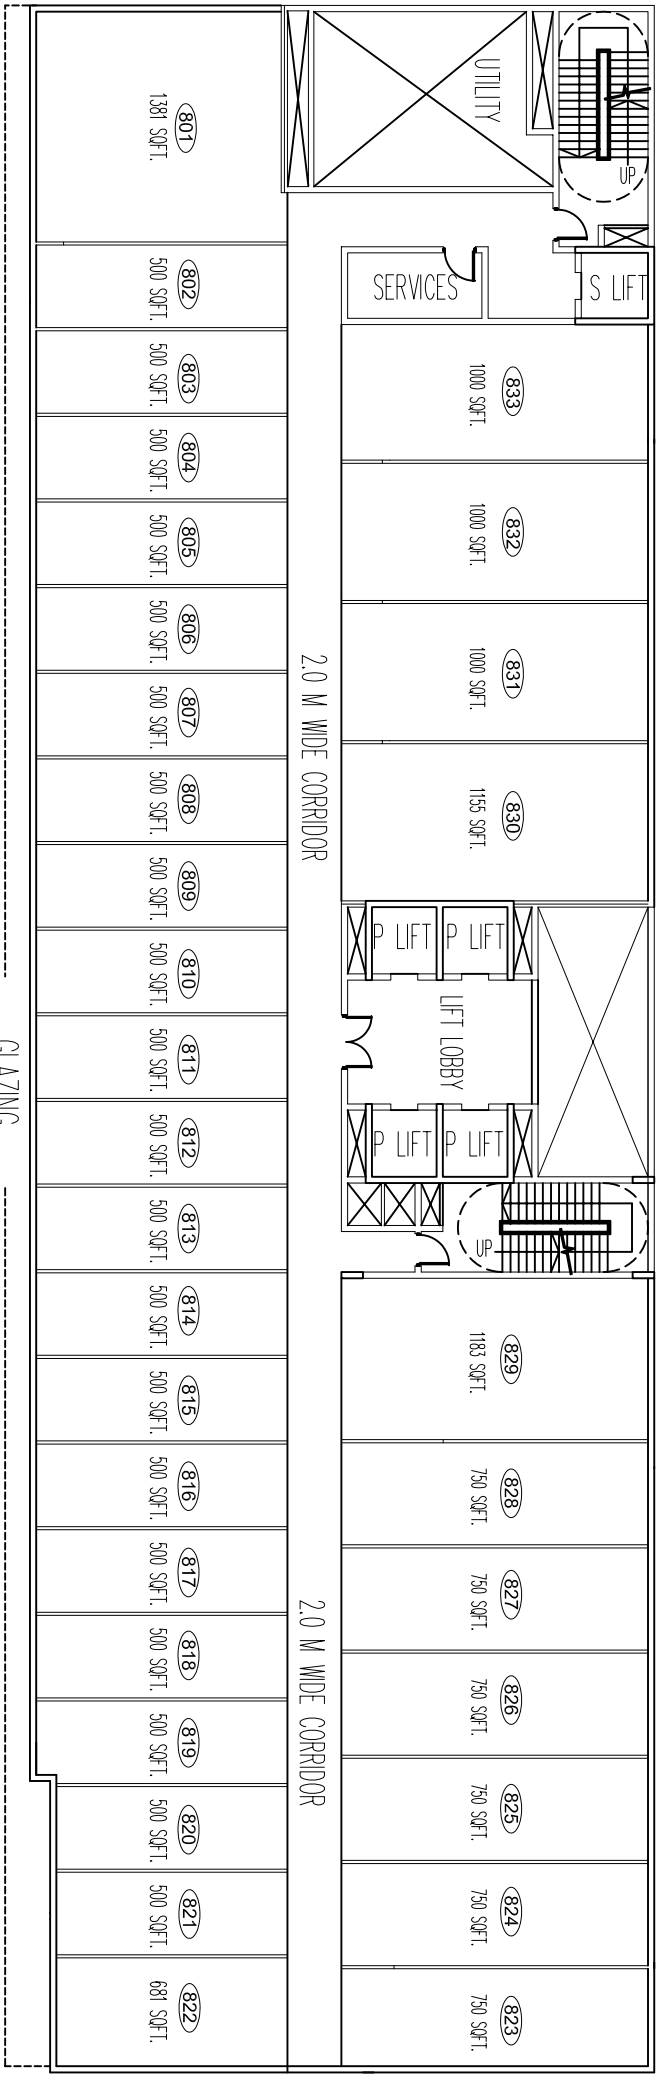 UTILITY
UP
S LIFT
SERVICES
833
1000 SQFT.
832
1000 SQFT.
831
1000 SQFT.
830
1155 SQFT.
P LIFT
P LIFT
LIFT LOBBY
P LIFT
P LIFT
UP
829
1183 SQFT.
828
750 SQFT.
827
750 SQFT.
826
750 SQFT.
825
750 SQFT.
824
750 SQFT.
823
750 SQFT.
2.0 M WIDE CORRIDOR
2.0 M WIDE CORRIDOR
801
1381 SQFT.
802
500 SQFT.
803
500 SQFT.
804
500 SQFT.
805
500 SQFT.
806
500 SQFT.
807
500 SQFT.
808
500 SQFT.
809
500 SQFT.
810
500 SQFT.
811
500 SQFT.
812
500 SQFT.
813
500 SQFT.
814
500 SQFT.
815
500 SQFT.
816
500 SQFT.
817
500 SQFT.
818
500 SQFT.
819
500 SQFT.
820
500 SQFT.
821
500 SQFT.
822
681 SQFT.
GLAZING